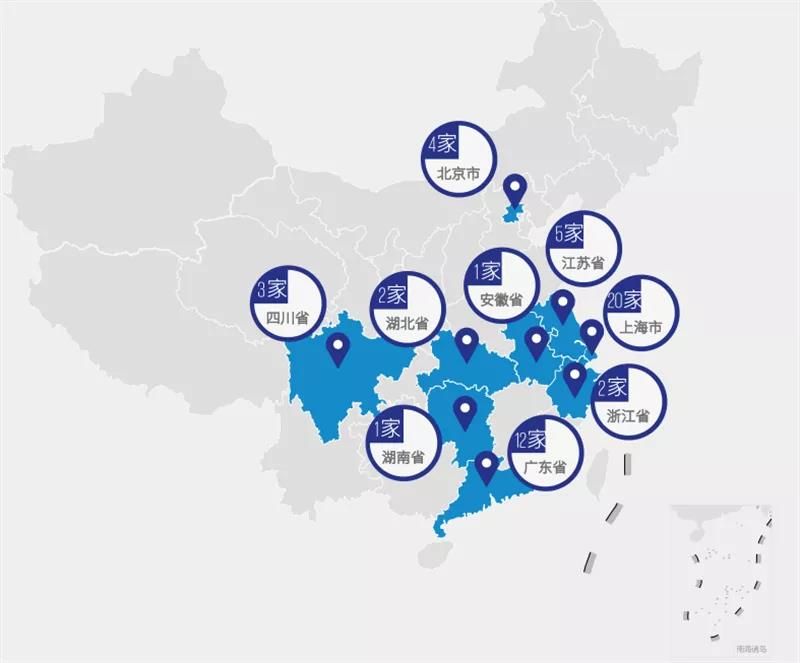 4家
北京市
5家
江苏省
1家
安徽省
3家
四川省
2家
湖北省
20家
上海市
2家
浙江省
1家
湖南省
12家
广东省
南海诸岛